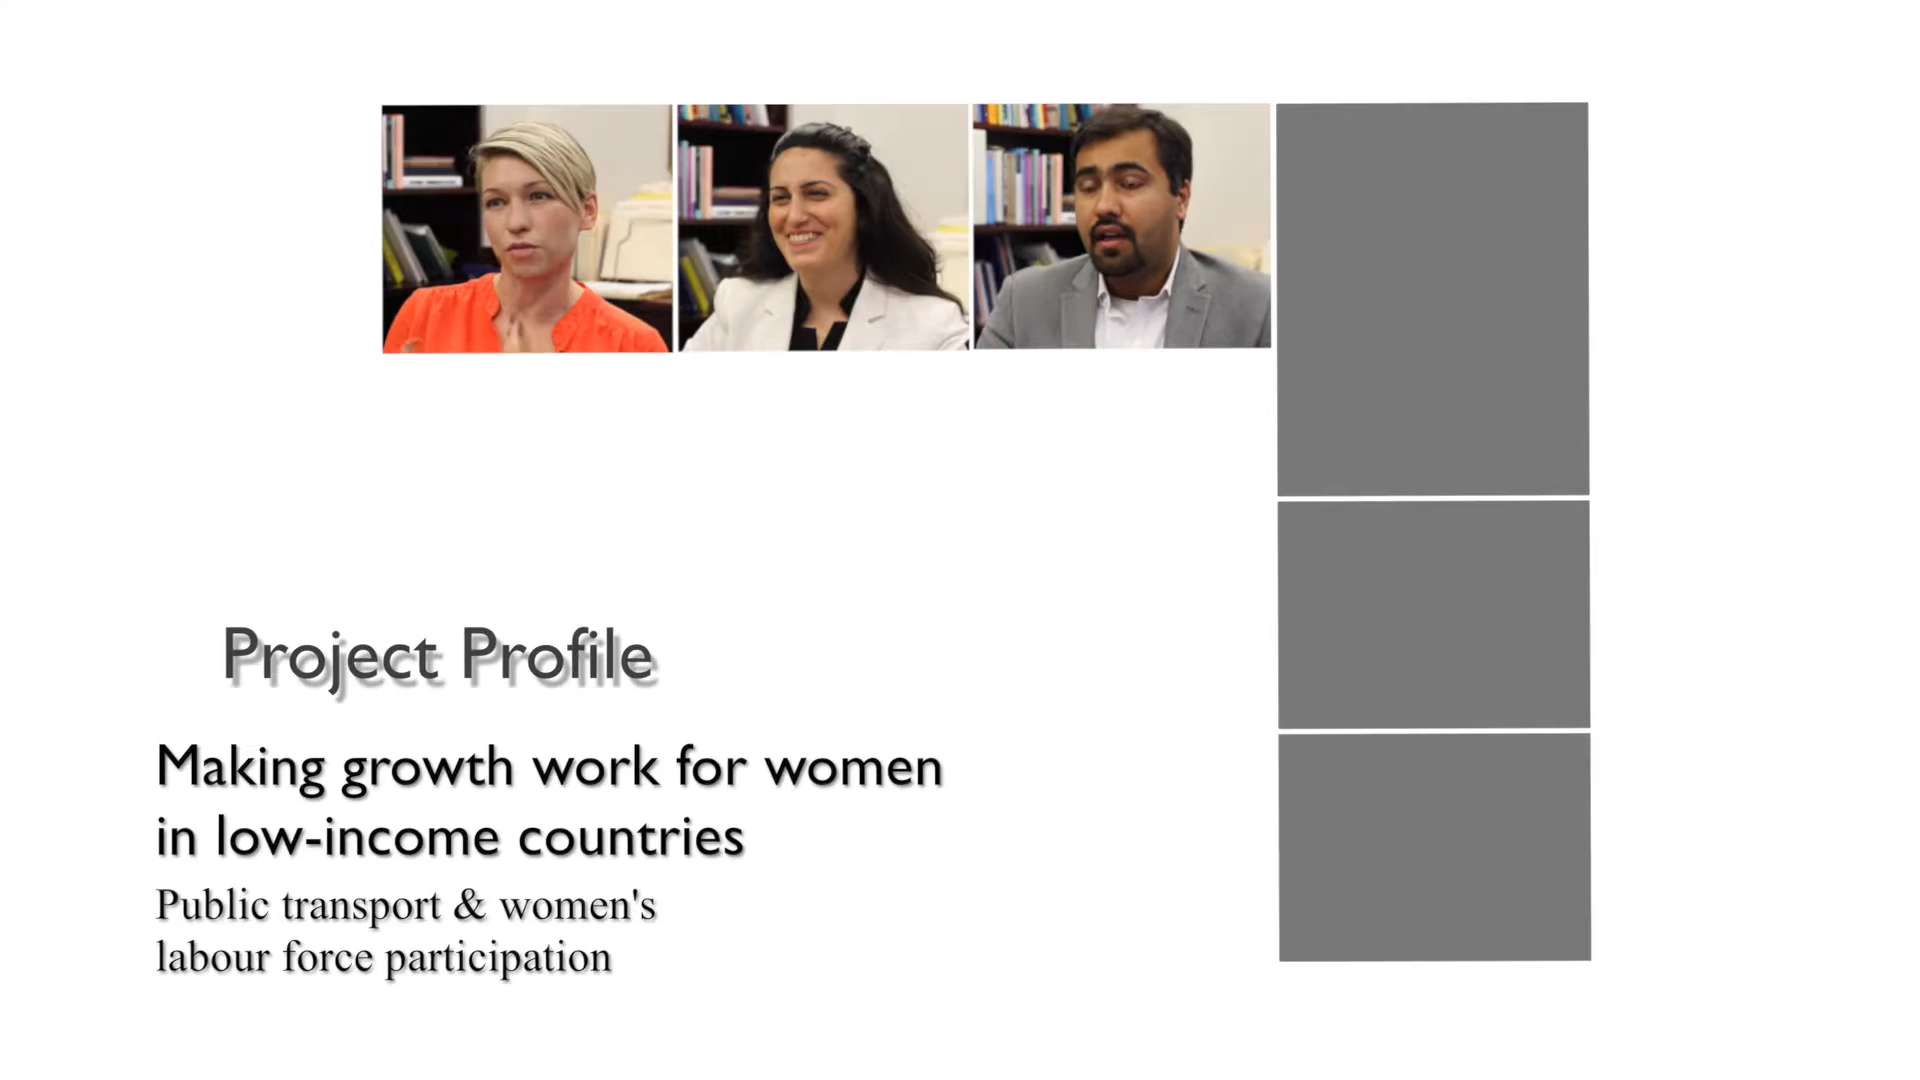 Project Profile
Making growth work for women
in low-income countries
Public transport & women's
labour force participation